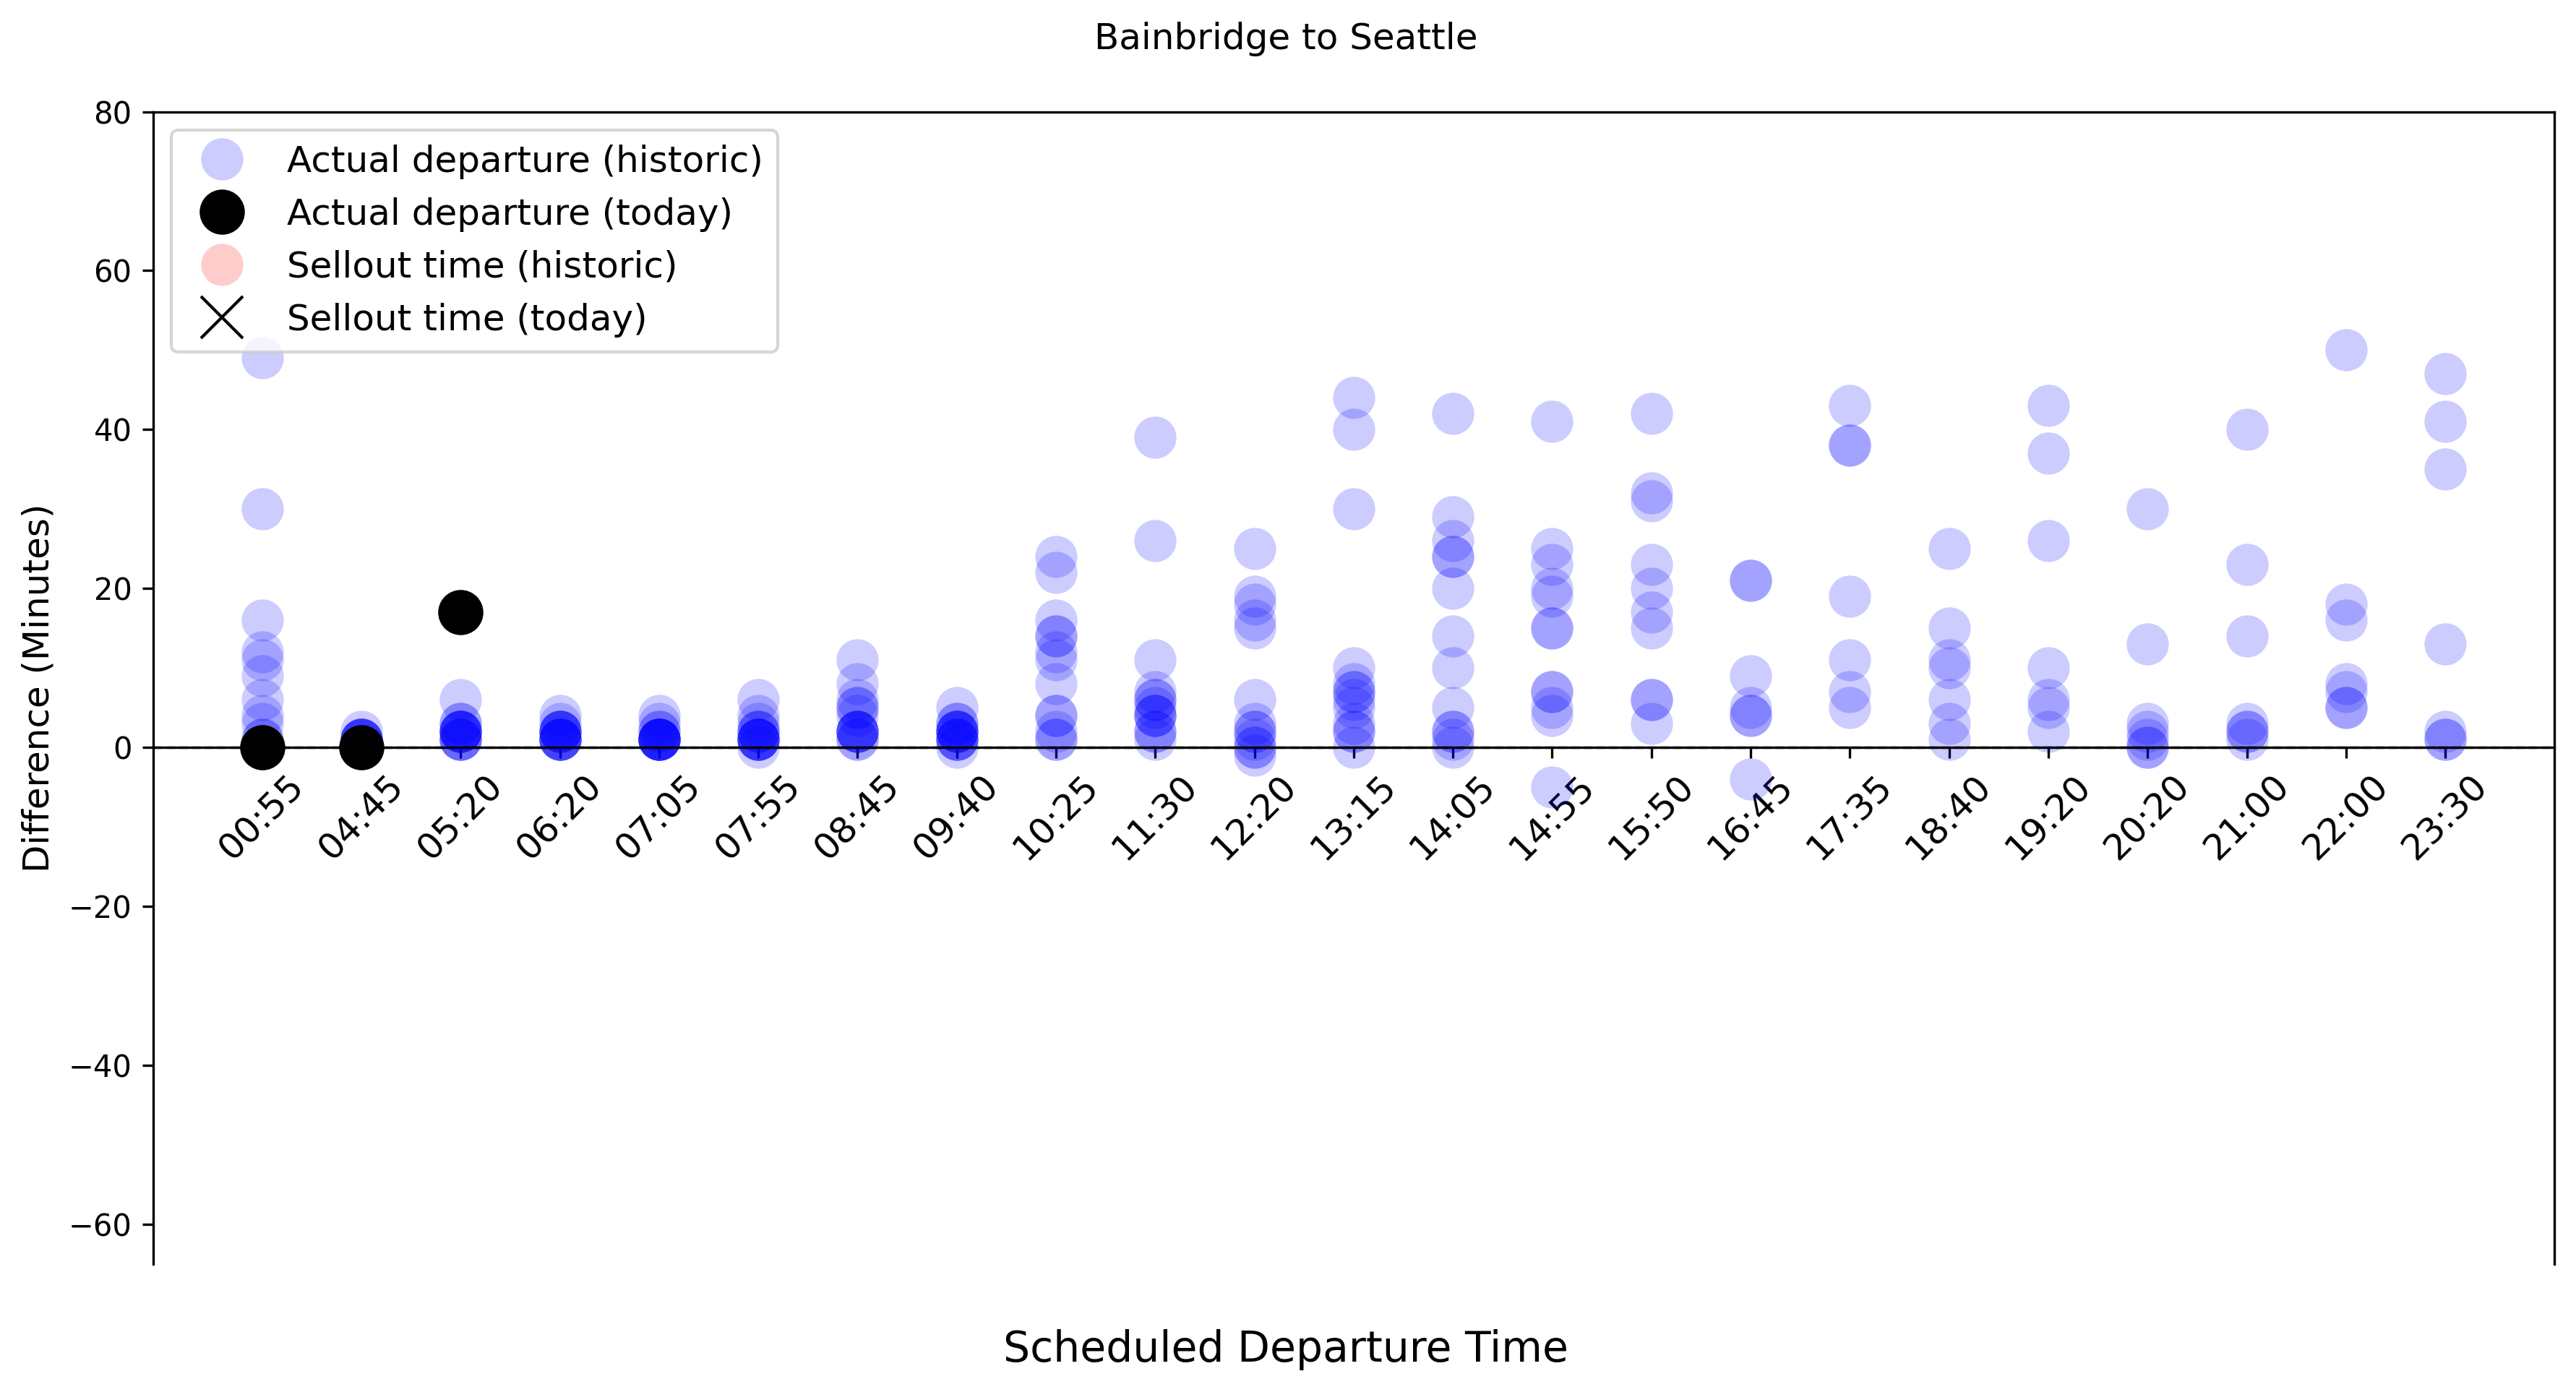 Bainbridge to Seattle
80
60
40
20
0
−20
−40
−60
Difference (Minutes)
Actual departure (historic)
Actual departure (today)
Sellout time (historic)
Sellout time (today)
00:55 04:45 05:20 06:20 07:05 07:55 08:45 09:40 10:25 11:30 12:20 13:15 14:05 14:55 15:50 16:45 17:35 18:40 19:20 20:20 21:00 22:00 23:30
Scheduled Departure Time